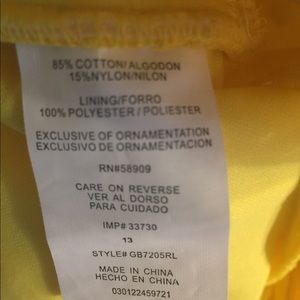 85% COTTON/ALGODON
15%NYLON/NILON
LINING/FORRO
100% POLYESTER / POLIESTER
EXCLUSIVE OF ORNAMENTATION
EXCLUSIVO DE ORNAMENTACION
RN#58909
CARE ON REVERSE
VER AL DORSO
PARA CUIDADO
IMP# 33730
13
STYLE# GB7205RL
MADE IN CHINA
HECHO EN CHINA
030122459721